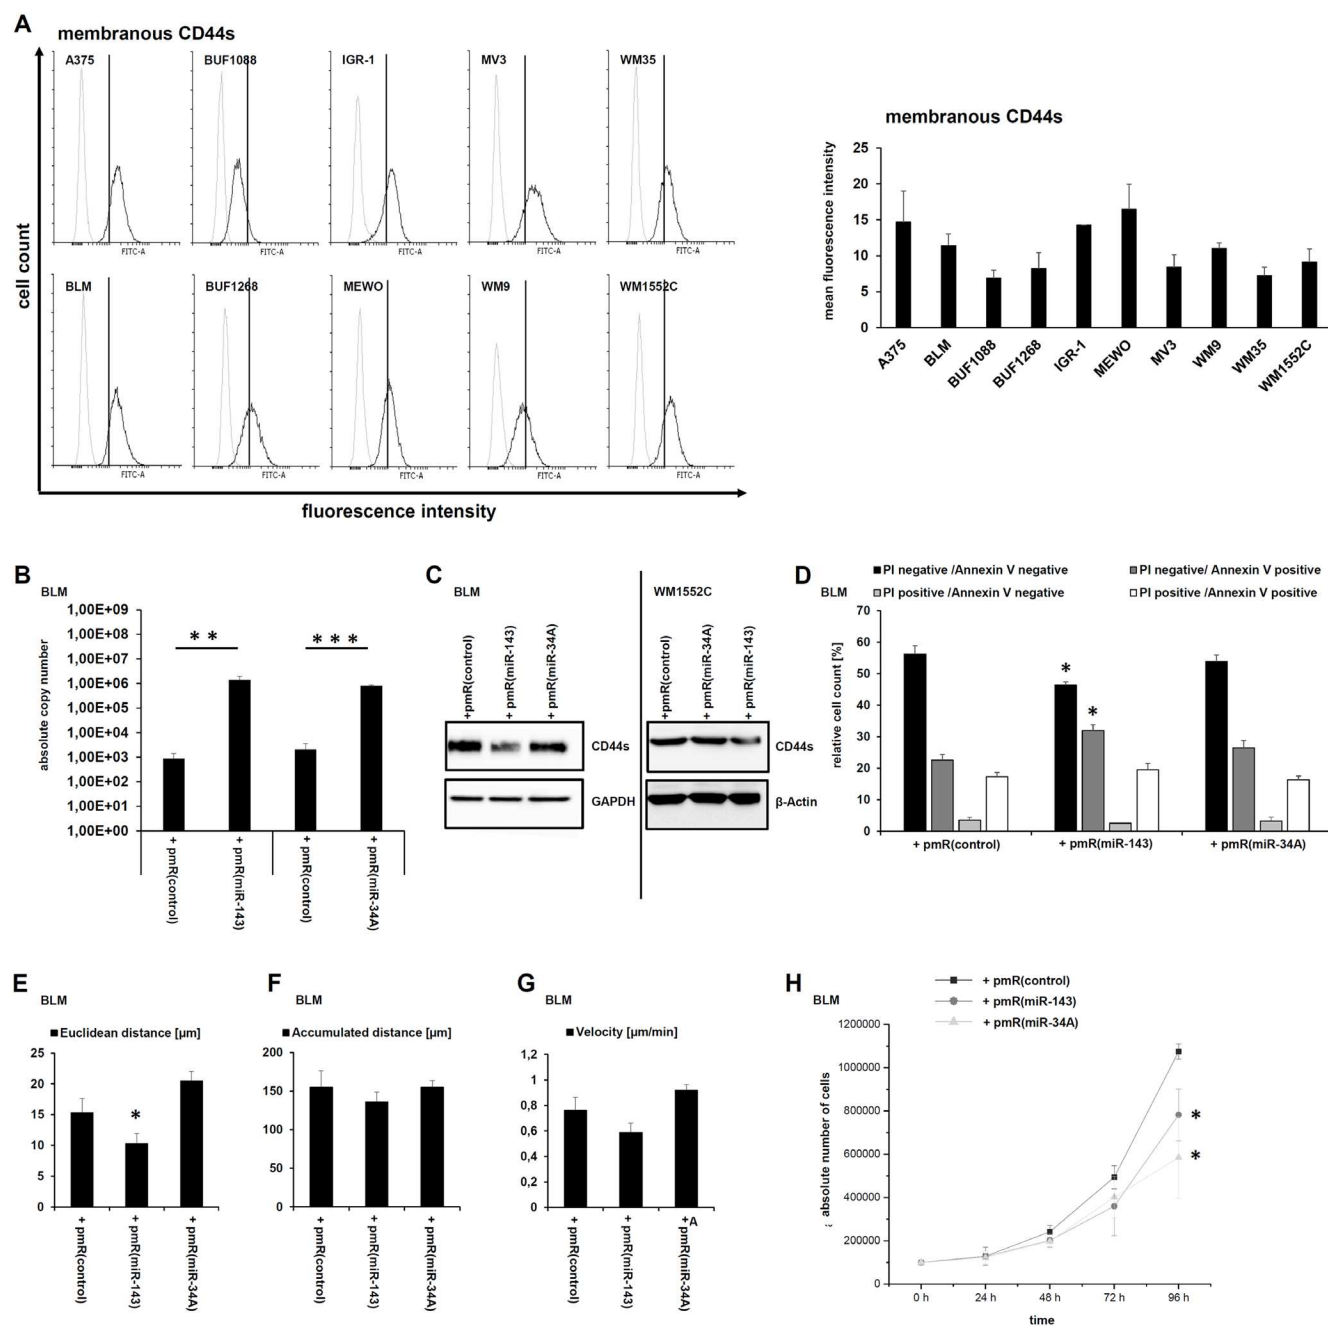 A
membranous CD44s
A375
BUF1088
IGR-1
MV3
WM35
FITC-A
FITC-A
FITC-A
FITC-A
FITC-A
BLM
BUF1268
MEWO
WM9
WM1552C
FITC-A
FITC-A
FITC-A
FITC-A
FITC-A
cell count
fluorescence intensity
membranous CD44s
mean fluorescence intensity
25
20
15
10
5
0
A375
BLM
BUF1088
BUF1268
IGR-1
MEWO
MV3
WM9
WM35
WM1552C
B
BLM
absolute copy number
1,00E+09
1,00E+08
1,00E+07
1,00E+06
1,00E+05
1,00E+04
1,00E+03
1,00E+02
1,00E+01
1,00E+00
* *
* * *
+ pmR(control)
+ pmR(miR-143)
+ pmR(control)
+ pmR(miR-34A)
C
BLM
+ pmR(control)
+ pmR(miR-143)
+ pmR(miR-34A)
CD44s
GAPDH
WM1552C
+ pmR(control)
+ pmR(miR-34A)
+ pmR(miR-143)
CD44s
β-Actin
D
BLM
PI negative /Annexin V negative
PI negative/ Annexin V positive
PI positive /Annexin V negative
PI positive /Annexin V positive
relative cell count [%]
70
60
50
40
30
20
10
0
*
*
+ pmR(control)
+ pmR(miR-143)
+ pmR(miR-34A)
E
BLM
Euclidean distance [µm]
25
20
15
10
5
0
*
+ pmR(control)
+ pmR(miR-143)
+ pmR(miR-34A)
F
BLM
Accumulated distance [µm]
200
150
100
50
0
+ pmR(control)
+ pmR(miR-143)
+ pmR(miR-34A)
G
BLM
Velocity [µm/min]
1,2
1
0,8
0,6
0,4
0,2
0
+ pmR(control)
+ pmR(miR-143)
+A
pmR(miR-34A)
H
BLM
+ pmR(control)
+ pmR(miR-143)
+ pmR(miR-34A)
absolute number of cells
1200000
1000000
800000
600000
400000
200000
0
*
*
0 h
24 h
48 h
72 h
96 h
time